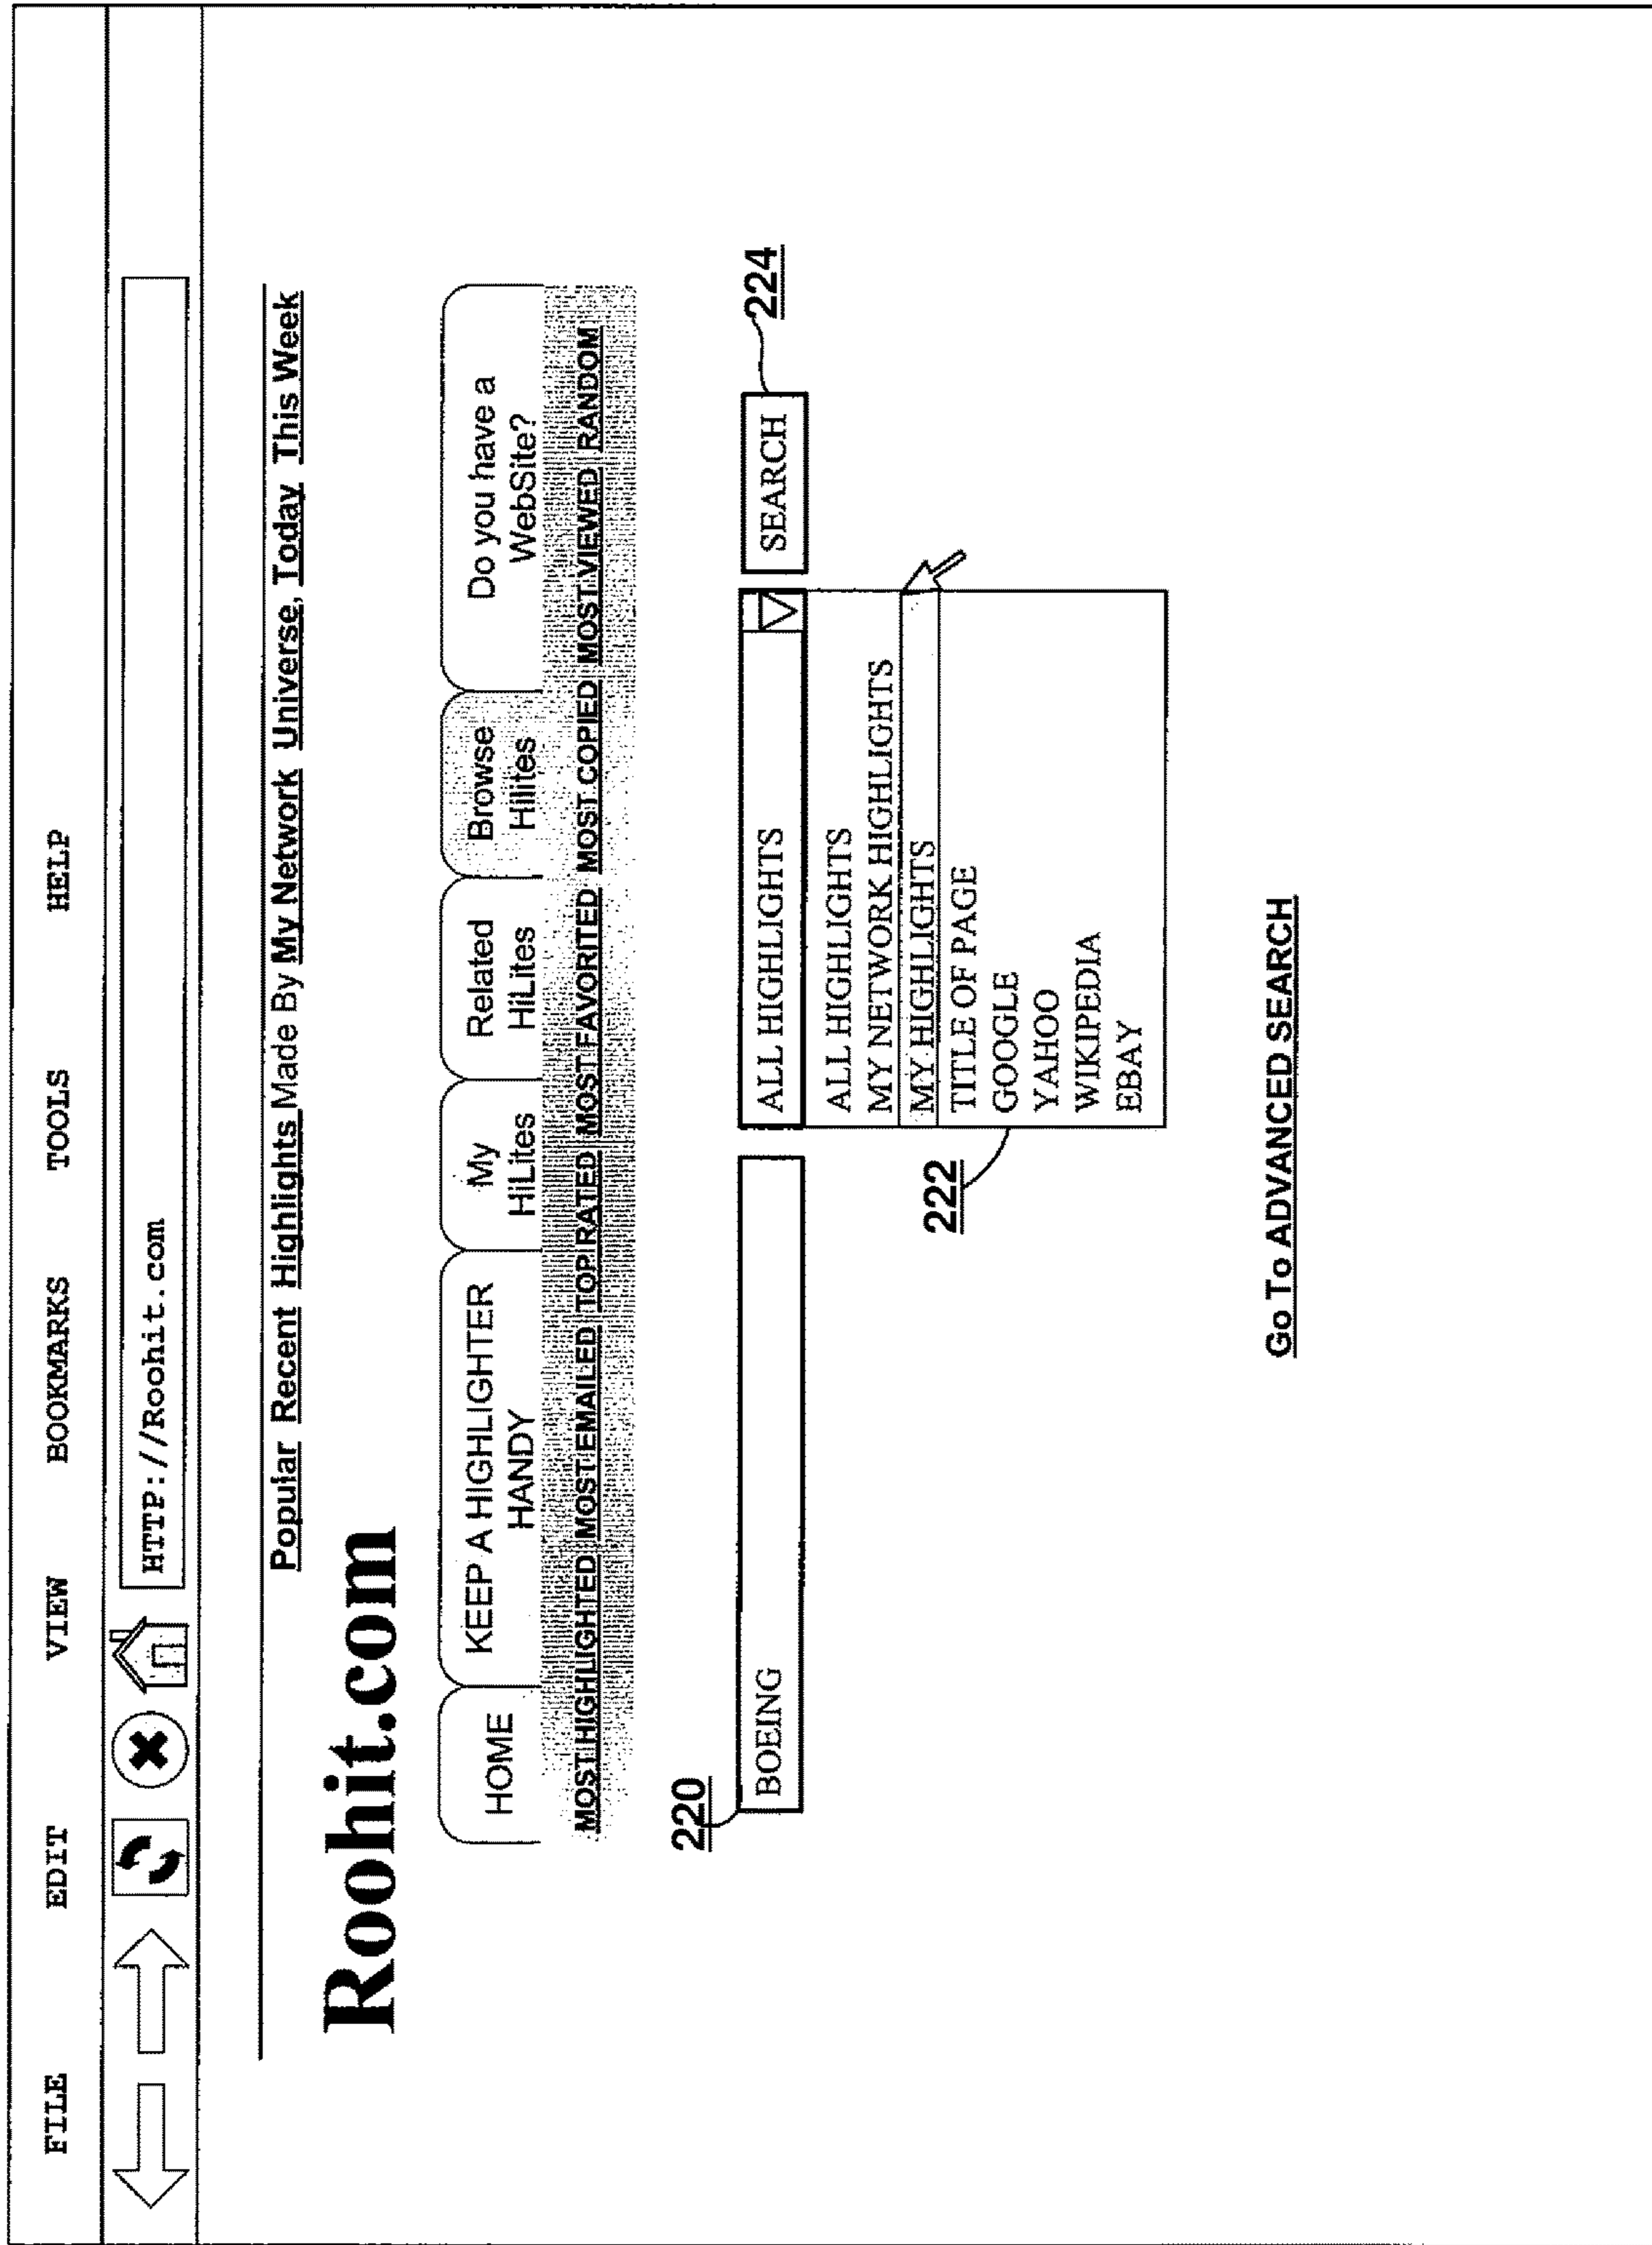 FILE EDIT VIEW BOOKMARKS TOOLS HELP
HTTP://Roohit.com
Popular Recent Highlights Made By My Network Universe, Today This Week
Roohit.com
HOME
KEEP A HIGHLIGHTER
HANDY
My
HiLites
Related
HiLites
Browse
Hilites
Do you have a
WebSite?
MOST HIGHLIGHTED MOST EMAILED TOP RATED MOST FAVORITED MOST COPIED MOST VIEWED RANDOM
220
BOEING
ALL HIGHLIGHTS
SEARCH
224
ALL HIGHLIGHTS
MY NETWORK HIGHLIGHTS
MY HIGHLIGHTS
TITLE OF PAGE
GOOGLE
YAHOO
WIKIPEDIA
EBAY
222
Go To ADVANCED SEARCH